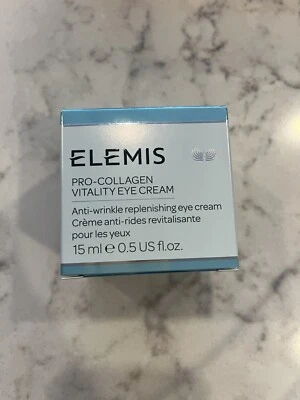 ELEMIS
PRO-COLLAGEN
VITALITY EYE CREAM
Anti-wrinkle replenishing eye cream
Crème anti-rides revitalisante
pour les yeux
15 ml ℮ 0.5 US fl.oz.